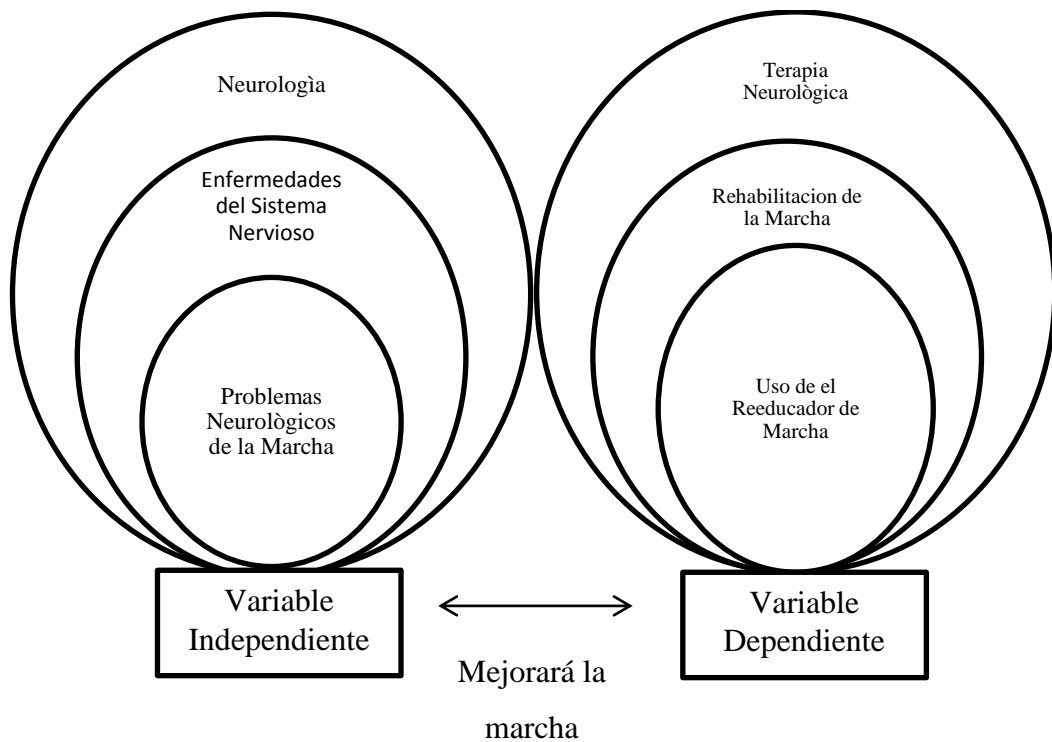 Neurologìa
Enfermedades
del Sistema
Nervioso
Problemas
Neurològicos
de la Marcha
Variable
Independiente
Terapia
Neurològica
Rehabilitacion de
la Marcha
Uso de el
Reeducador de
Marcha
Variable
Dependiente
Mejorará la
marcha